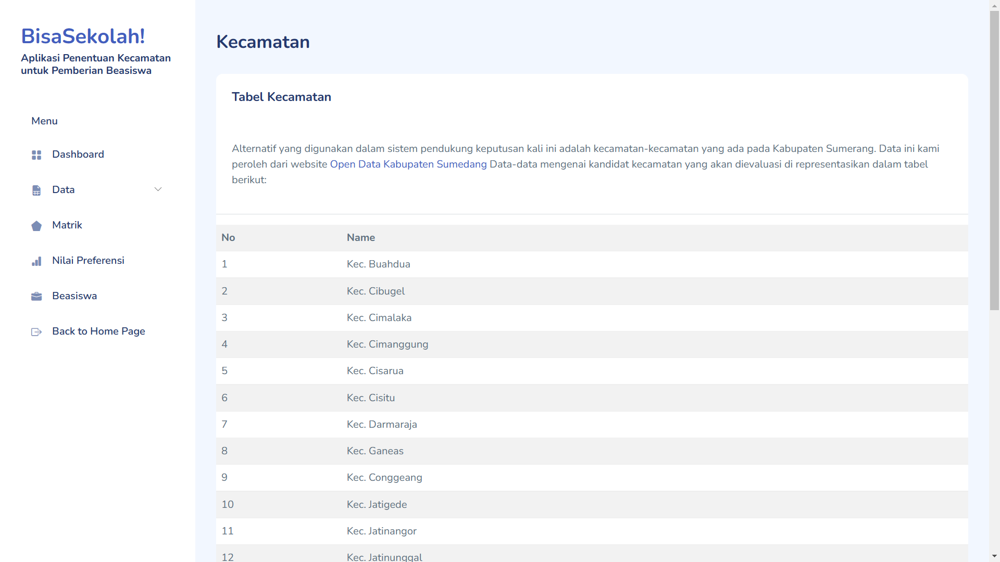 BisaSekolah!
Aplikasi Penentuan Kecamatan
untuk Pemberian Beasiswa
Menu
Dashboard
Data
Matrik
Nilai Preferensi
Beasiswa
Back to Home Page
Kecamatan
Tabel Kecamatan
Alternatif yang digunakan dalam sistem pendukung keputusan kali ini adalah kecamatan-kecamatan yang ada pada Kabupaten Sumerang. Data ini kami
peroleh dari website Open Data Kabupaten Sumedang Data-data mengenai kandidat kecamatan yang akan dievaluasi di representasikan dalam tabel
berikut:
No Name
1 Kec. Buahdua
2 Kec. Cibugel
3 Kec. Cimalaka
4 Kec. Cimanggung
5 Kec. Cisarua
6 Kec. Cisitu
7 Kec. Darmaraja
8 Kec. Ganeas
9 Kec. Conggeang
10 Kec. Jatigede
11 Kec. Jatinangor
12 Kec. Jatinunggal